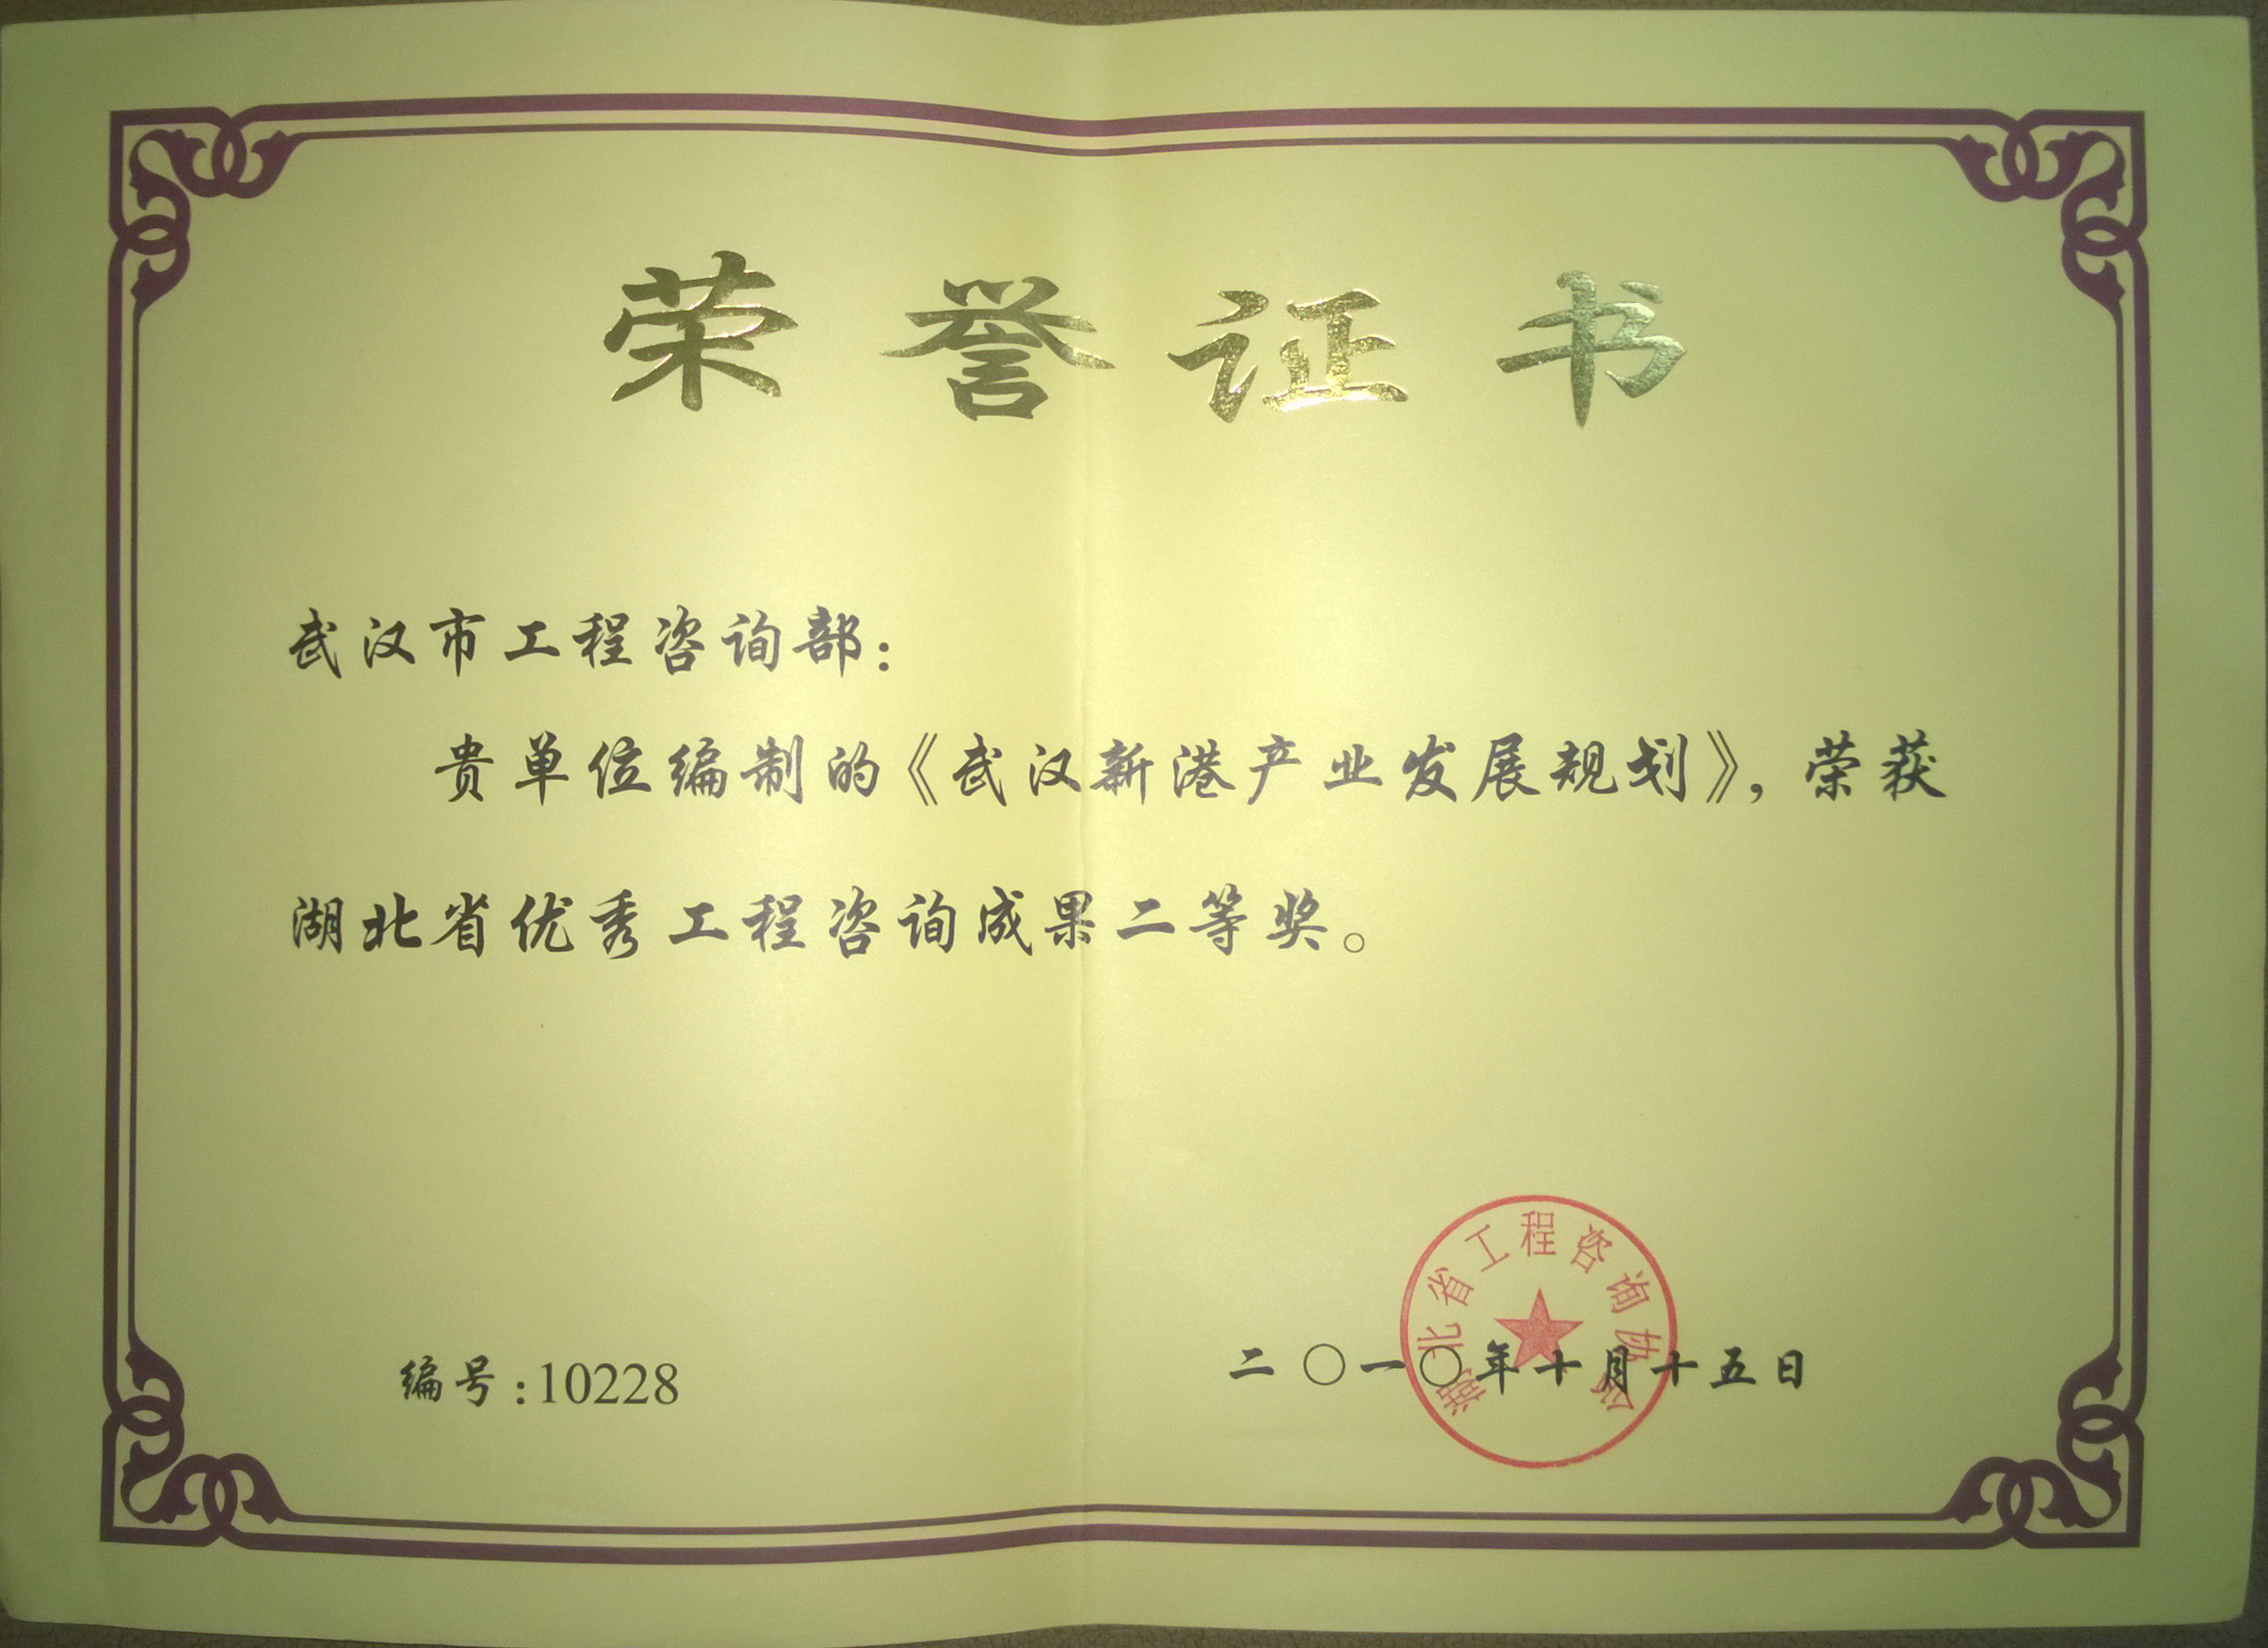 荣誉证书
武汉市工程咨询部：
贵单位编制的《武汉新港产业发展规划》，荣获
湖北省优秀工程咨询成果二等奖。
湖北省工程咨询协会
编号：10228
二〇一〇年十月十五日